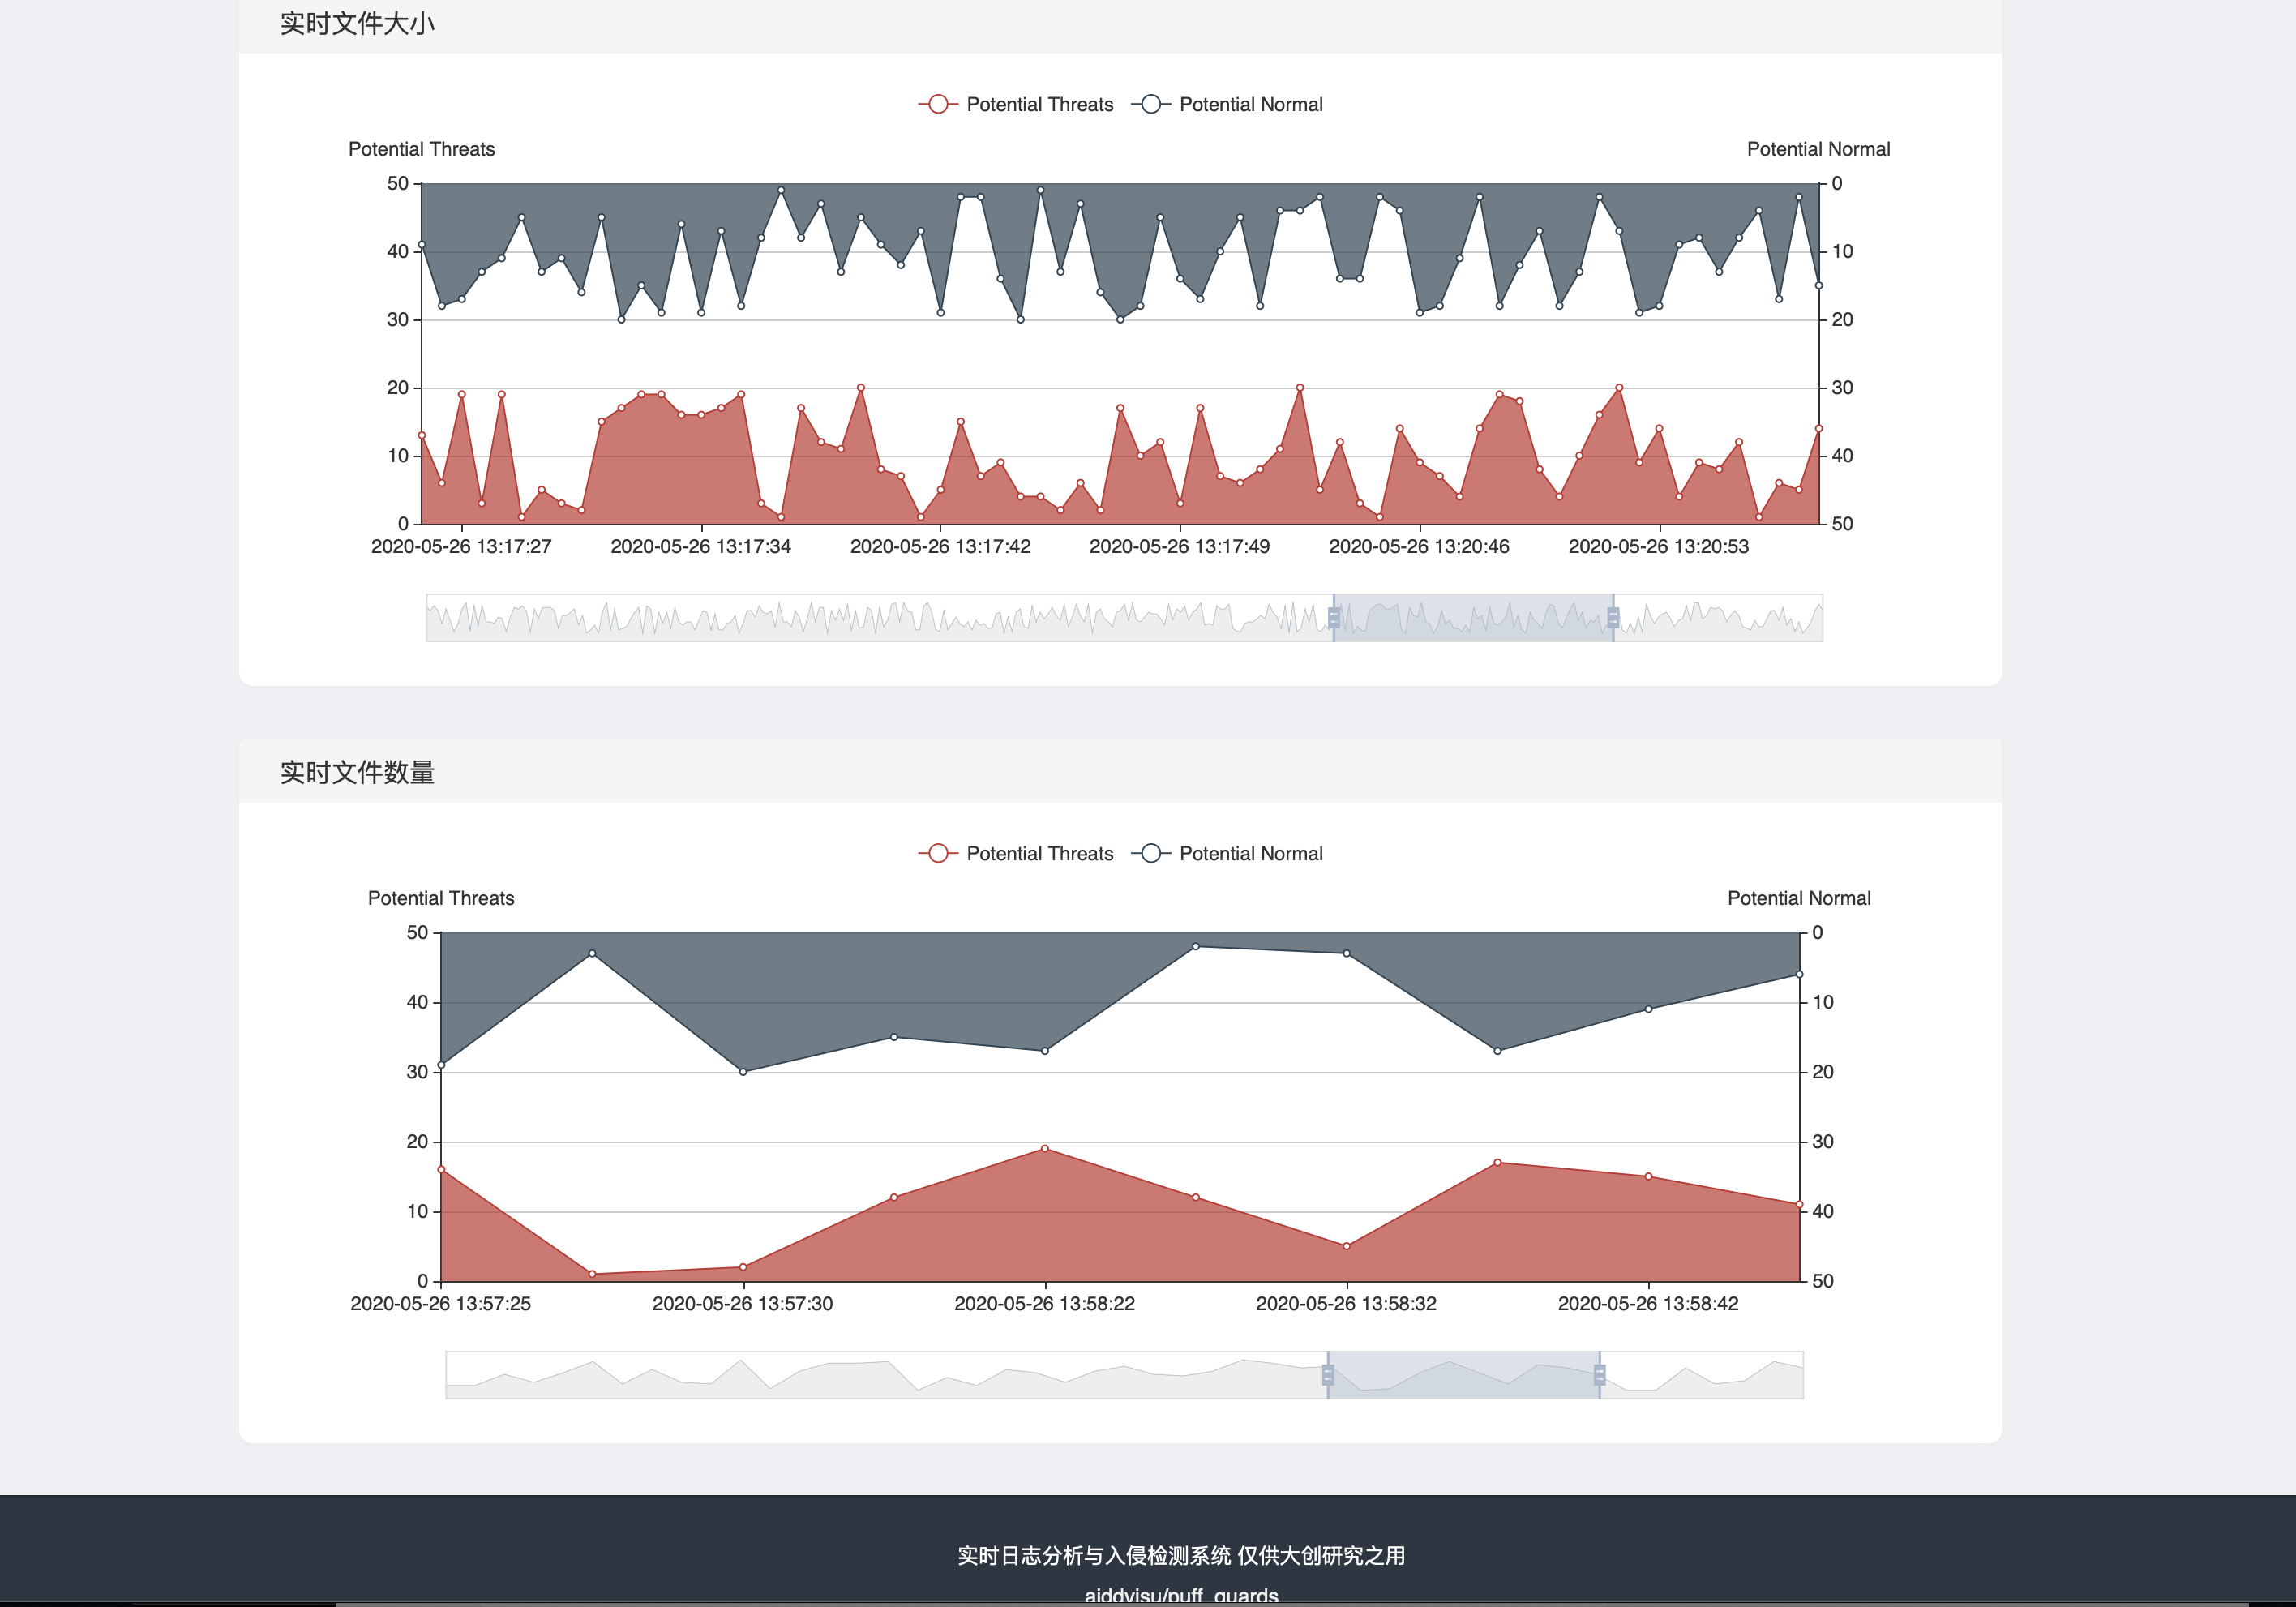 实时文件大小
Potential Threats Potential Normal
Potential Threats Potential Normal
50 0
40 10
30 20
20 30
10 40
0 50
2020-05-26 13:17:27 2020-05-26 13:17:34 2020-05-26 13:17:42 2020-05-26 13:17:49 2020-05-26 13:20:46 2020-05-26 13:20:53
实时文件数量
Potential Threats Potential Normal
Potential Threats Potential Normal
50 0
40 10
30 20
20 30
10 40
0 50
2020-05-26 13:57:25 2020-05-26 13:57:30 2020-05-26 13:58:22 2020-05-26 13:58:32 2020-05-26 13:58:42
实时日志分析与入侵检测系统 仅供大创研究之用
aiddyisu/puff_guards